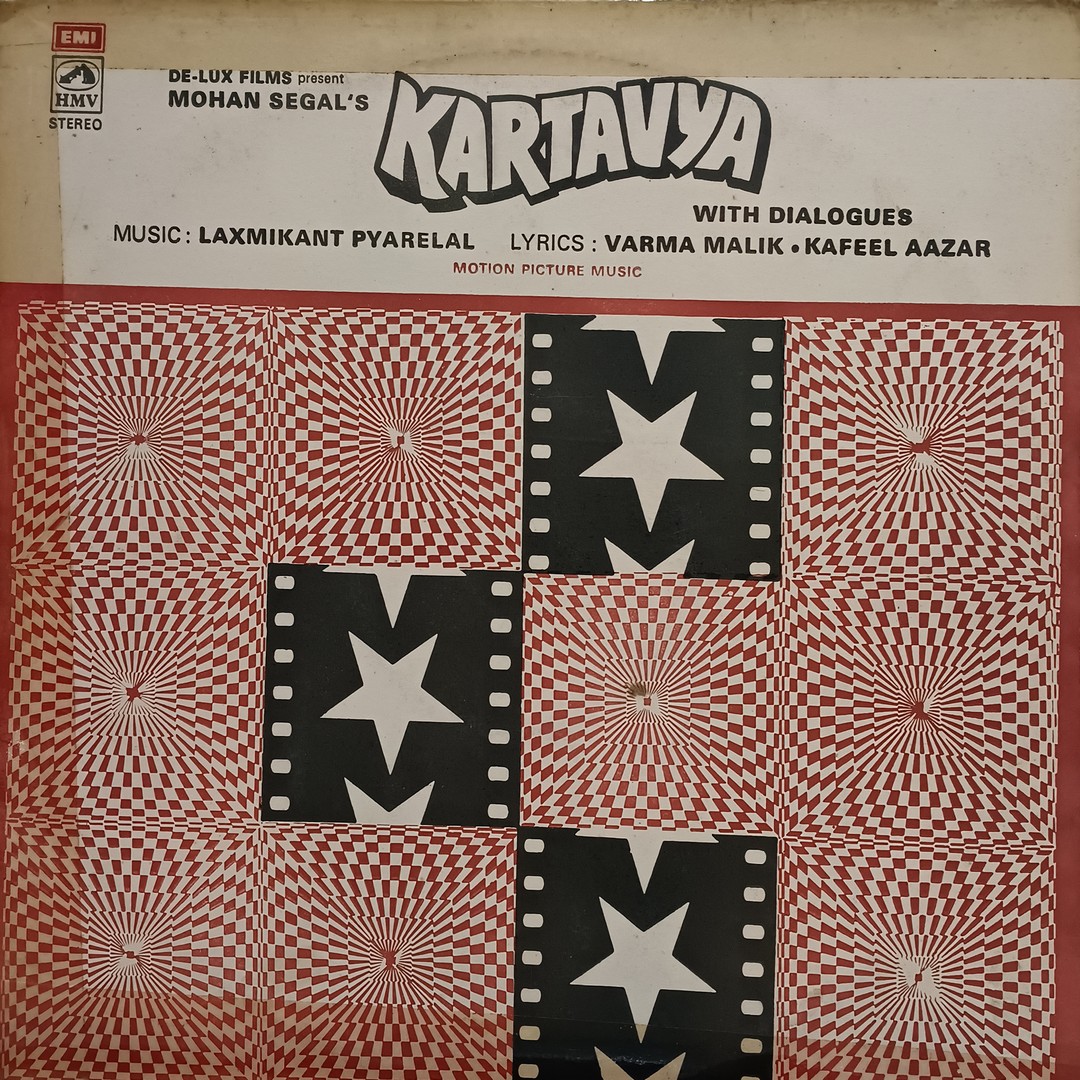 EMI
HMV
STEREO
DE-LUX FILMS present
MOHAN SEGAL'S
KARTAVYA
WITH DIALOGUES
MUSIC: LAXMIKANT PYARELAL LYRICS : VARMA MALIK • KAFEEL AAZAR
MOTION PICTURE MUSIC